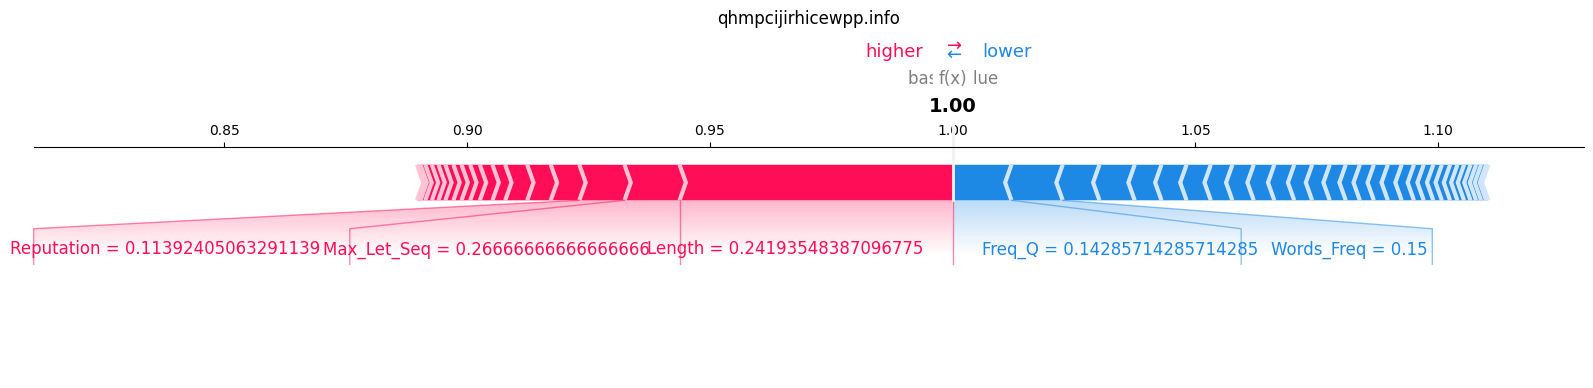 qhmpcijirhicewpp.info
higher → ← lower
bas f(x) lue
1.00
0.85 0.90 0.95 1.00 1.05 1.10
Reputation = 0.11392405063291139 Max_Let_Seq = 0.26666666666666666 Length = 0.24193548387096775 Freq_Q = 0.14285714285714285 Words_Freq = 0.15